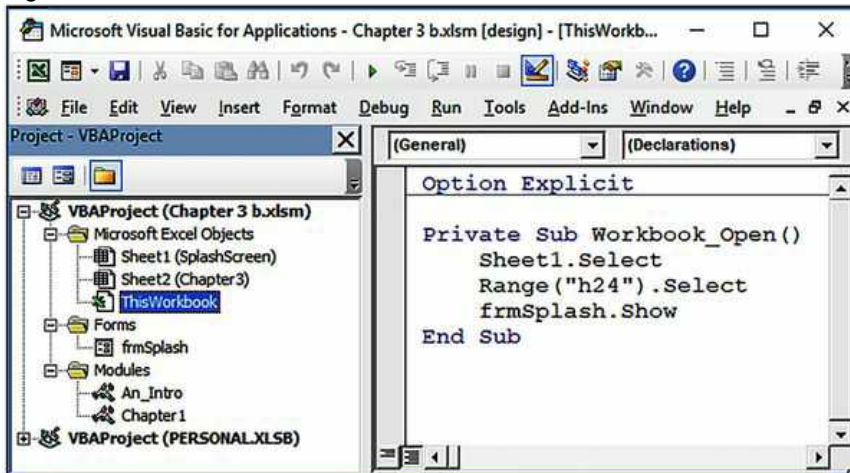 Microsoft Visual Basic for Applications - Chapter 3 b.xlsm [design] - [ThisWorkb...
File Edit View Insert Format Debug Run Tools Add-Ins Window Help
Project - VBAProject
VBAProject (Chapter 3 b.xlsm)
Microsoft Excel Objects
Sheet1 (SplashScreen)
Sheet2 (Chapter3)
ThisWorkbook
Forms
frmSplash
Modules
An_Intro
Chapter1
VBAProject (PERSONAL.XLSB)
(General) (Declarations)
Option Explicit
Private Sub Workbook_Open()
Sheet1.Select
Range("h24").Select
frmSplash.Show
End Sub